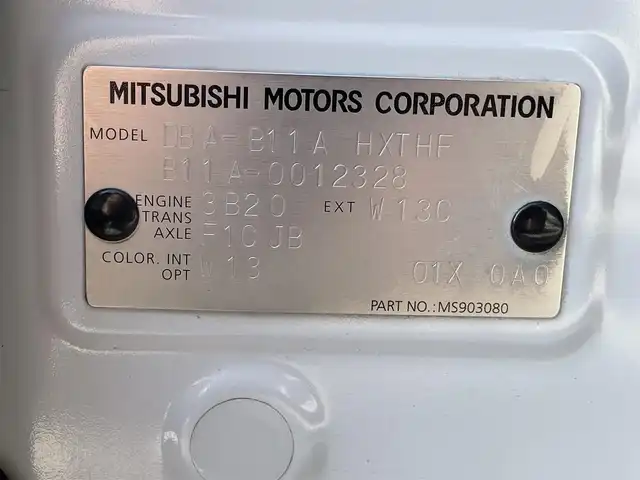 MITSUBISHI MOTORS CORPORATION
MODEL DBA-B11A HXTHF
B11A-0012328
ENGINE 3B20 EXT W13C
TRANS
AXLE F1CJB
COLOR. INT
OPT W13 01X 0A0
PART NO.:MS903080